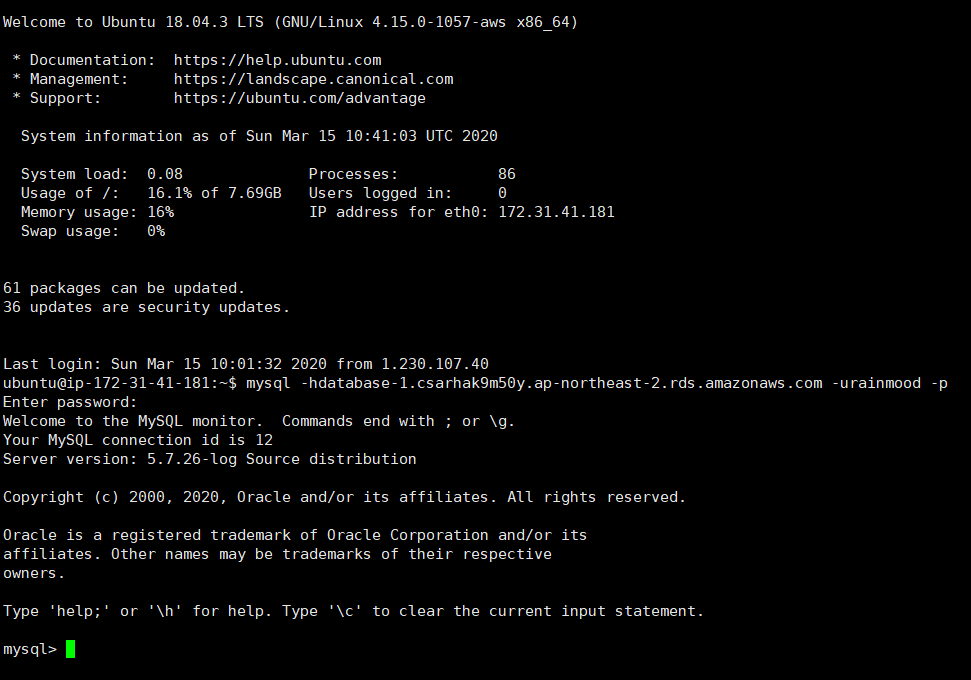 Welcome to Ubuntu 18.04.3 LTS (GNU/Linux 4.15.0-1057-aws x86_64)
* Documentation:  https://help.ubuntu.com
* Management:     https://landscape.canonical.com
* Support:        https://ubuntu.com/advantage
System information as of Sun Mar 15 10:41:03 UTC 2020
System load:  0.08              Processes:           86
Usage of /:   16.1% of 7.69GB   Users logged in:     0
Memory usage: 16%               IP address for eth0: 172.31.41.181
Swap usage:   0%
61 packages can be updated.
36 updates are security updates.
Last login: Sun Mar 15 10:01:32 2020 from 1.230.107.40
ubuntu@ip-172-31-41-181:~$ mysql -hdatabase-1.csarhak9m50y.ap-northeast-2.rds.amazonaws.com -urainmood -p
Enter password:
Welcome to the MySQL monitor.  Commands end with ; or \g.
Your MySQL connection id is 12
Server version: 5.7.26-log Source distribution
Copyright (c) 2000, 2020, Oracle and/or its affiliates. All rights reserved.
Oracle is a registered trademark of Oracle Corporation and/or its
affiliates. Other names may be trademarks of their respective
owners.
Type 'help;' or '\h' for help. Type '\c' to clear the current input statement.
mysql>